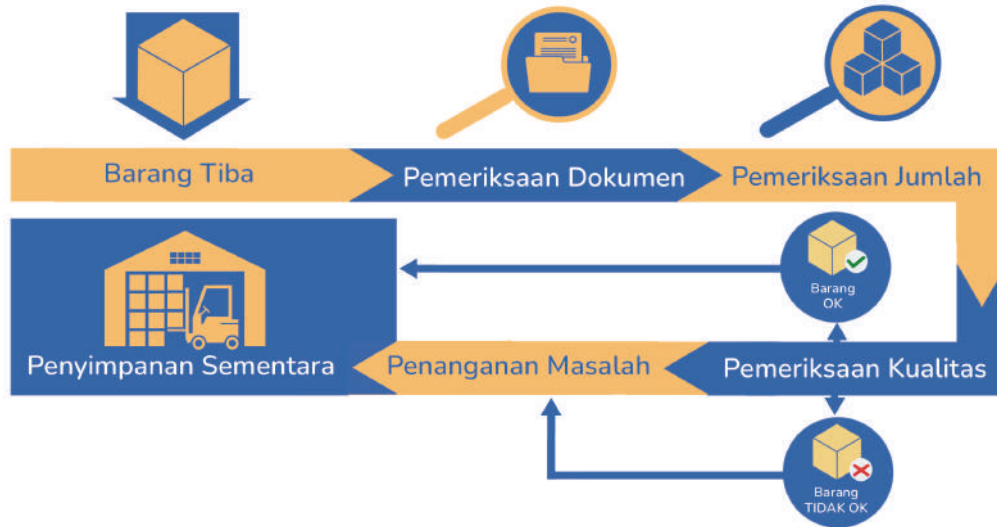 Barang Tiba
Pemeriksaan Dokumen
Pemeriksaan Jumlah
Barang
OK
Pemeriksaan Kualitas
Penanganan Masalah
Penyimpanan Sementara
Barang
TIDAK OK